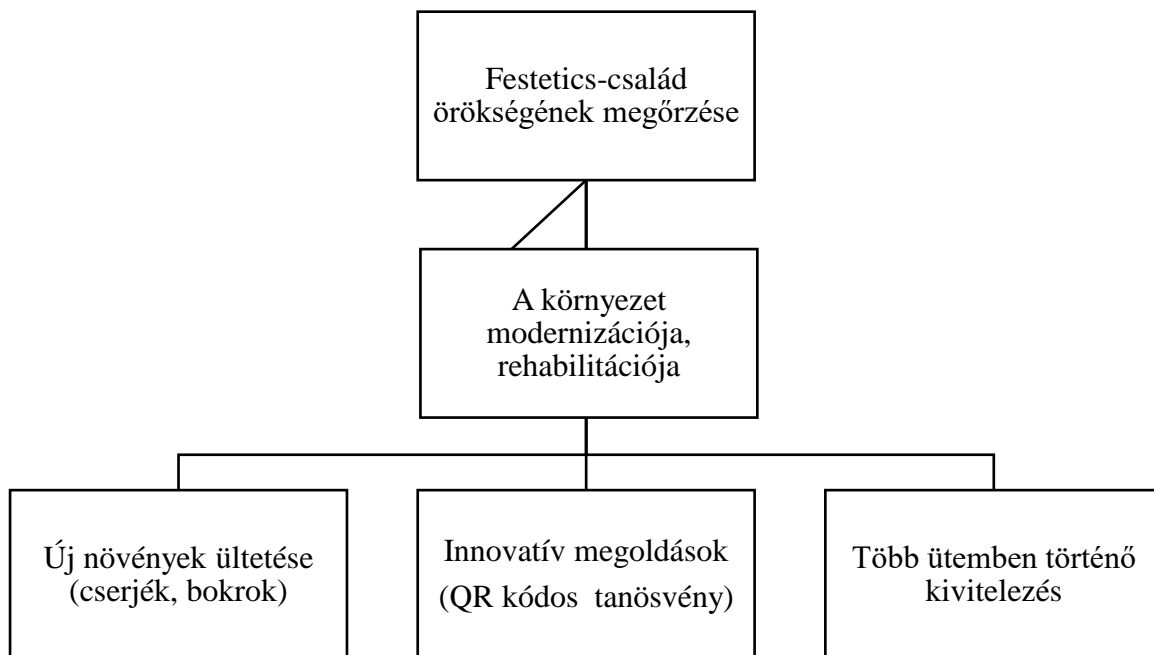 Festetics-család
örökségének megőrzése
A környezet
modernizációja,
rehabilitációja
Új növények ültetése
(cserjék, bokrok)
Innovatív megoldások
(QR kódos tanösvény)
Több ütemben történő
kivitelezés